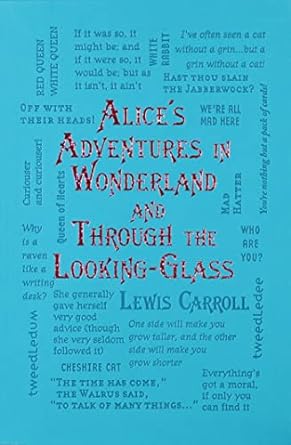 RED QUEEN
WHITE QUEEN
If it was so, it
might be; and
if it were so, it
would be; but as
it isn't, it ain't
WHITE
RABBIT
I've often seen a cat
without a grin...but a
grin without a cat!
Hast thou slain
the Jabberwock?
Off with
their heads!
We're all
mad here
Alice's
Adventures in
Wonderland
and
Through the
Looking-Glass
Lewis Carroll
Curiouser
and curiouser!
Queen of Hearts
Mad
Hatter
You're nothing but a pack of cards!
Why
is a
raven
like a
writing
desk?
Who
are
you?
tweedledum
tweedledee
She generally
gave herself
very good
advice (though
she very seldom
followed it)
One side will make you
grow taller, and the other
side will make you
grow shorter
Cheshire Cat
"The time has come,"
the Walrus said,
"to talk of many things..."
Everything's
got a moral,
if only you
can find it